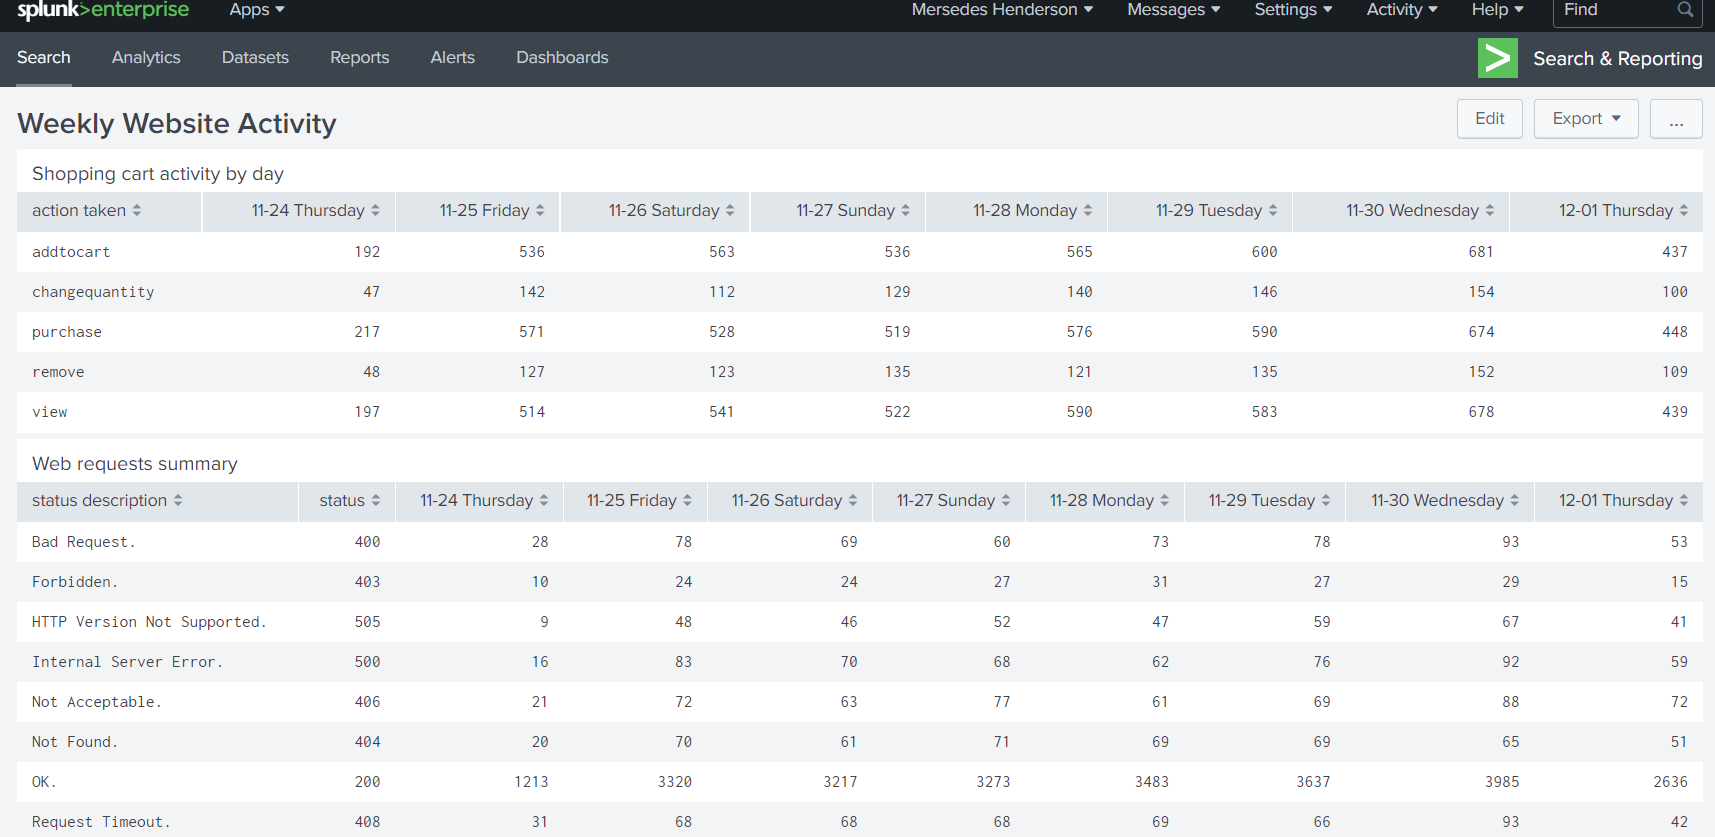 splunk>enterprise Apps Mersedes Henderson Messages Settings Activity Help Find
Search Analytics Datasets Reports Alerts Dashboards Search & Reporting
Weekly Website Activity Edit Export ...
Shopping cart activity by day
action taken 11-24 Thursday 11-25 Friday 11-26 Saturday 11-27 Sunday 11-28 Monday 11-29 Tuesday 11-30 Wednesday 12-01 Thursday
addtocart 192 536 563 536 565 600 681 437
changequantity 47 142 112 129 140 146 154 100
purchase 217 571 528 519 576 590 674 448
remove 48 127 123 135 121 135 152 109
view 197 514 541 522 590 583 678 439
Web requests summary
status description status 11-24 Thursday 11-25 Friday 11-26 Saturday 11-27 Sunday 11-28 Monday 11-29 Tuesday 11-30 Wednesday 12-01 Thursday
Bad Request. 400 28 78 69 60 73 78 93 53
Forbidden. 403 10 24 24 27 31 27 29 15
HTTP Version Not Supported. 505 9 48 46 52 47 59 67 41
Internal Server Error. 500 16 83 70 68 62 76 92 59
Not Acceptable. 406 21 72 63 77 61 69 88 72
Not Found. 404 20 70 61 71 69 69 65 51
OK. 200 1213 3320 3217 3273 3483 3637 3985 2636
Request Timeout. 408 31 68 68 68 69 66 93 42